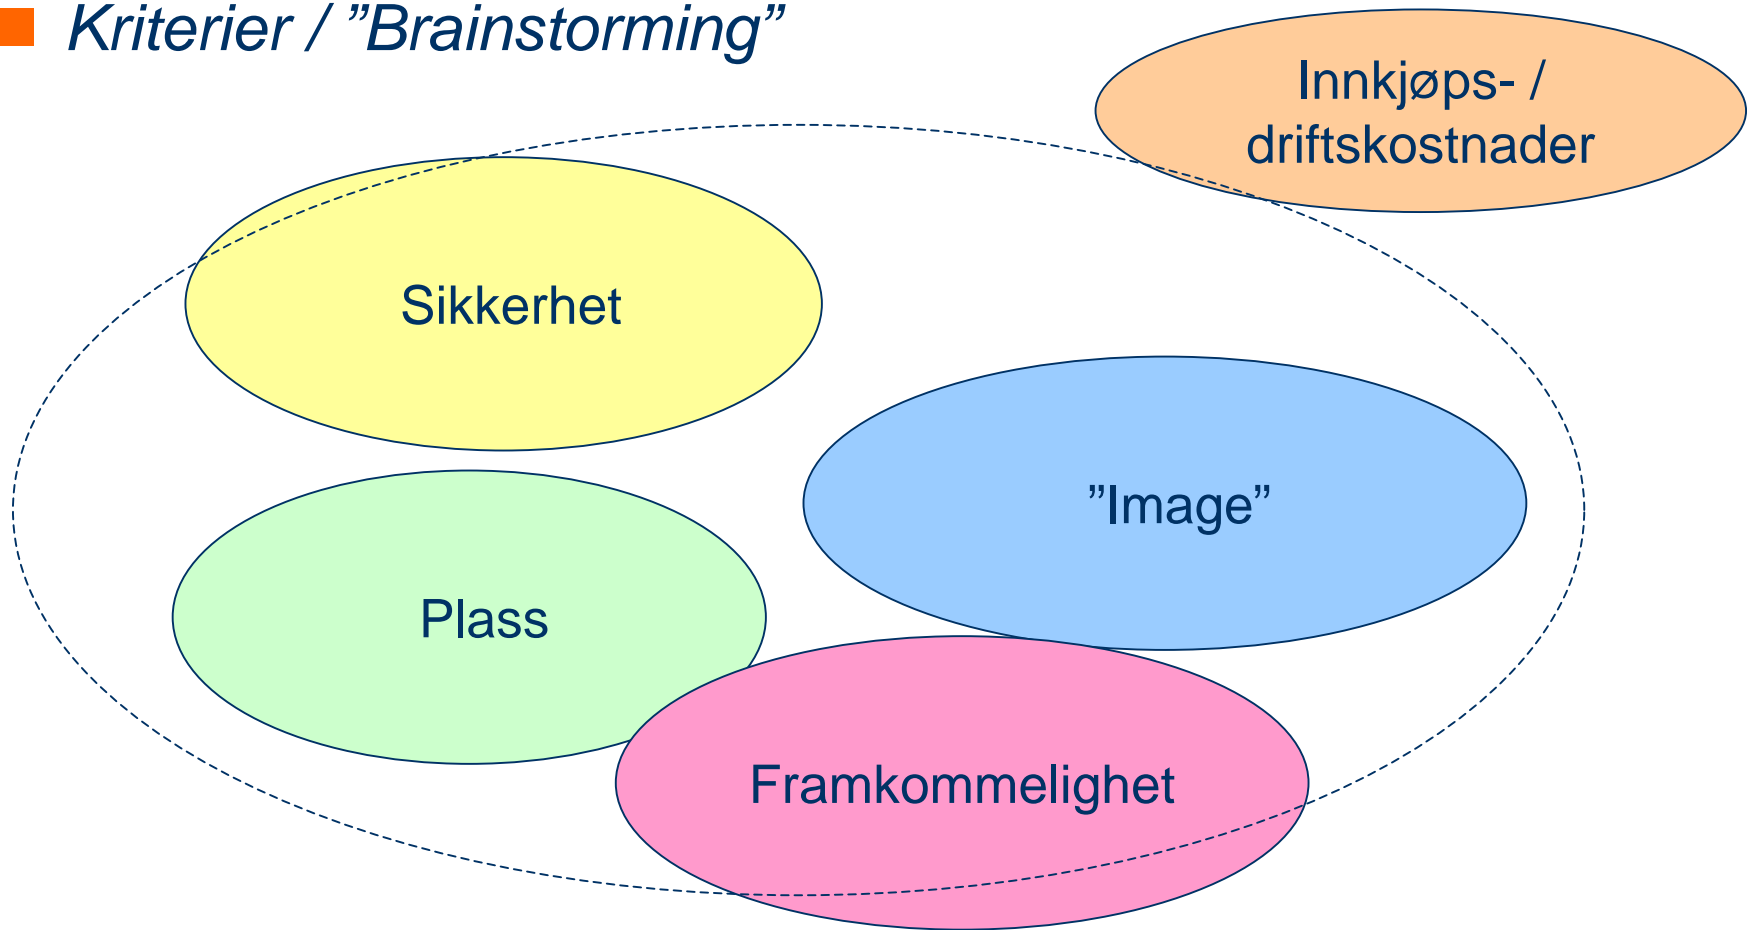 Kriterier / ”Brainstorming”
Innkjøps- /
driftskostnader
Sikkerhet
”Image”
Plass
Framkommelighet